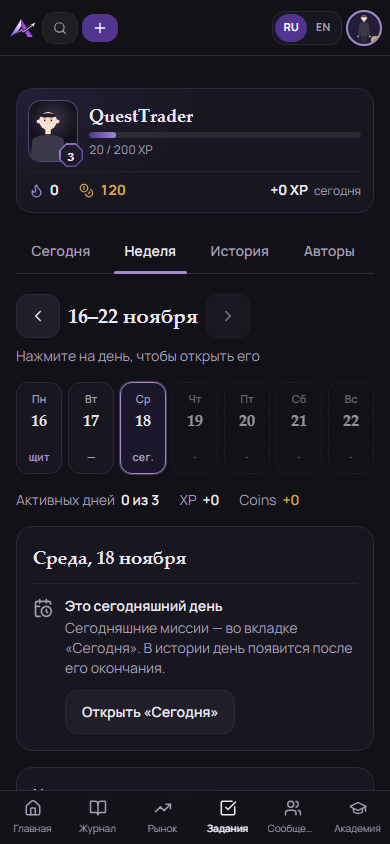 RU EN
QuestTrader
3
20 / 200 XP
0 120 +0 XP сегодня
Сегодня Неделя История Авторы
16–22 ноября
Нажмите на день, чтобы открыть его
Пн Вт Ср Чт Пт Сб Вс
16 17 18 19 20 21 22
щит — сег. · · · ·
Активных дней 0 из 3 XP +0 Coins +0
Среда, 18 ноября
Это сегодняшний день
Сегодняшние миссии — во вкладке
«Сегодня». В истории день появится после
его окончания.
Открыть «Сегодня»
Главная Журнал Рынок Задания Сообще... Академия